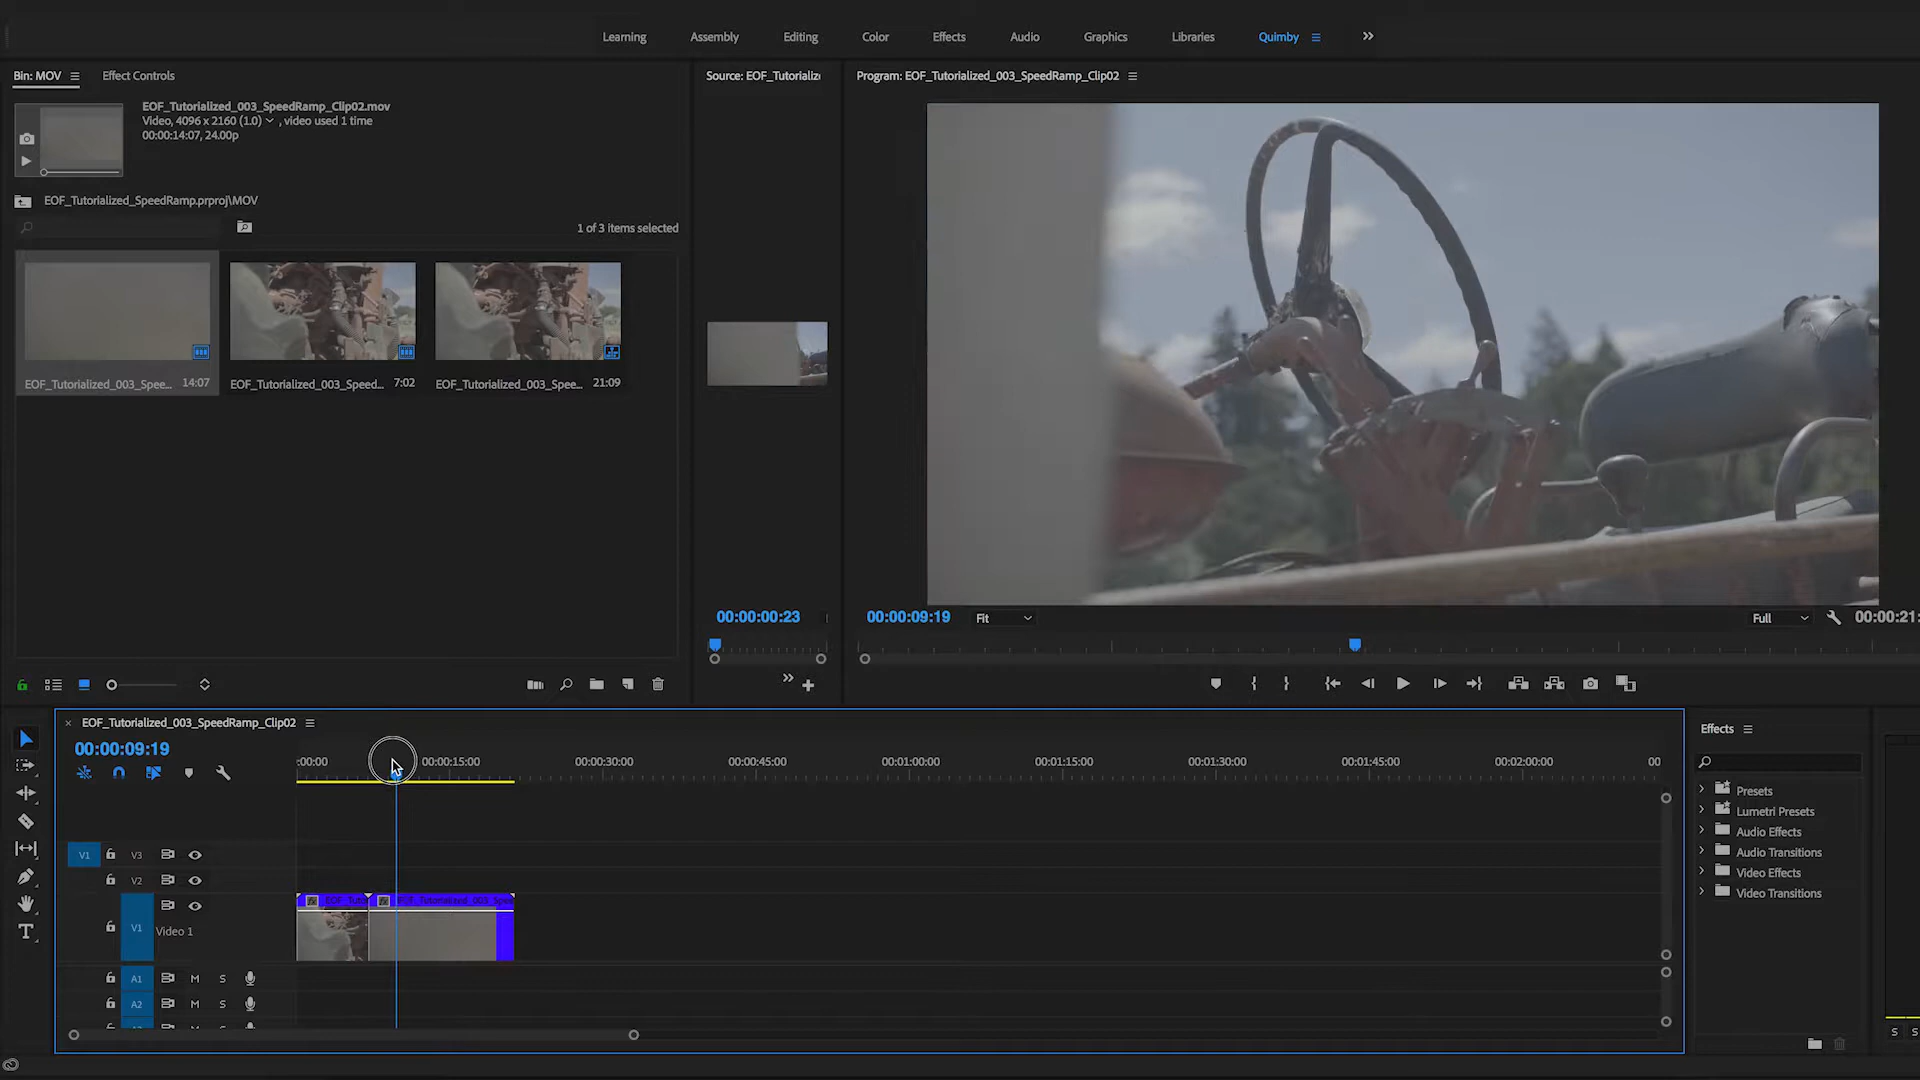 Learning Assembly Editing Color Effects Audio Graphics Libraries Quimby
Bin: MOV Effect Controls
Source: EOF_Tutorializ
Program: EOF_Tutorialized_003_SpeedRamp_Clip02
EOF_Tutorialized_003_SpeedRamp_Clip02.mov
Video, 4096 x 2160 (1.0) , video used 1 time
00:00:14:07, 24.00p
EOF_Tutorialized_SpeedRamp.prproj\MOV
1 of 3 items selected
EOF_Tutorialized_003_Spee... 14:07
EOF_Tutorialized_003_Speed... 7:02
EOF_Tutorialized_003_Spee... 21:09
00:00:00:23
00:00:09:19 Fit Full 00:00:21:
EOF_Tutorialized_003_SpeedRamp_Clip02
00:00:09:19
:00:00 00:00:15:00 00:00:30:00 00:00:45:00 00:01:00:00 00:01:15:00 00:01:30:00 00:01:45:00 00:02:00:00 00
V1 V3
V2
V1 Video 1
fx EOF_Tuto
fx EOF_Tutorialized_003_Spee
A1 M S
A2 M S
Effects
Presets
Lumetri Presets
Audio Effects
Audio Transitions
Video Effects
Video Transitions
S S